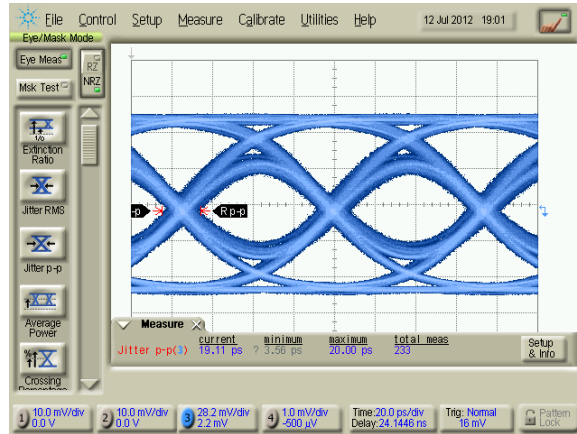 File Control Setup Measure Calibrate Utilities Help 12 Jul 2012 19:01
Eye/Mask Mode
Eye Meas
RZ
Msk Test
NRZ
1/0
Extinction
Ratio
Jitter RMS
-p R p-p
Jitter p-p
Average
Power
%
Crossing
Percentage
Measure
current minimum maximum total meas
Jitter p-p(3) 19.11 ps ? 3.56 ps 20.00 ps 233
Setup
& Info
1 10.0 mV/div 0.0 V
2 10.0 mV/div 0.0 V
3 28.2 mV/div 2.2 mV
4 1.0 mV/div -500 µV
Time:20.0 ps/div Delay:24.1446 ns
Trig: Normal 16 mV
Pattern Lock